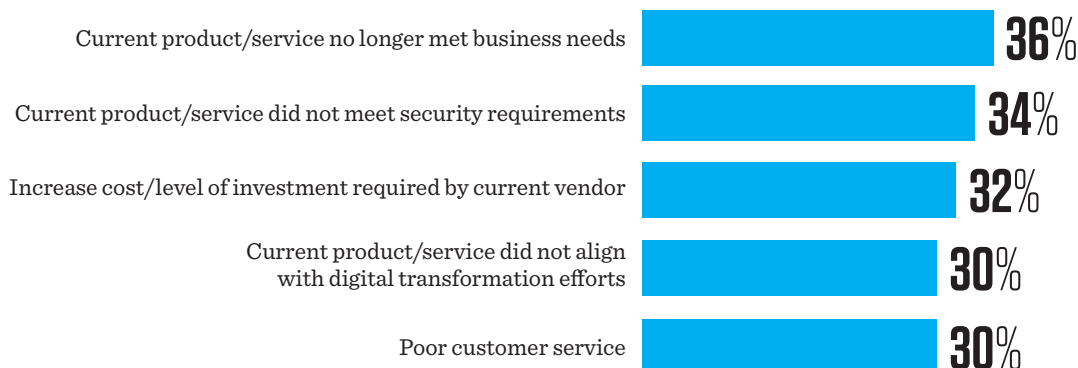 Current product/service no longer met business needs 36%
Current product/service did not meet security requirements 34%
Increase cost/level of investment required by current vendor 32%
Current product/service did not align
with digital transformation efforts 30%
Poor customer service 30%